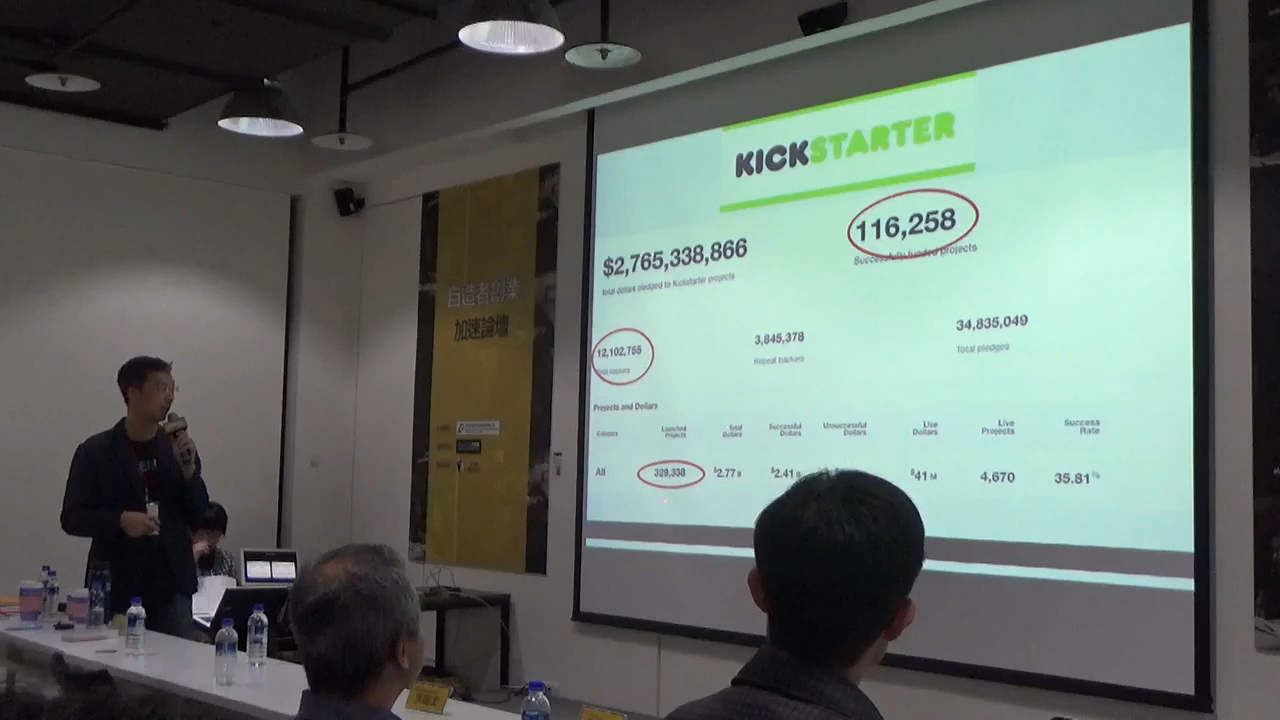 KICKSTARTER
116,258
Successfully funded projects
$2,765,338,866
Total dollars pledged to Kickstarter projects
12,102,755
Total backers
3,845,378
Repeat backers
34,835,049
Total pledges
Projects and Dollars
Category Launched Projects Total Dollars Successful Dollars Unsuccessful Dollars Live Dollars Live Projects Success Rate
All 329,338 $2.77 B $2.41 B $41 M 4,670 35.81 %
自造者創業
加速論壇